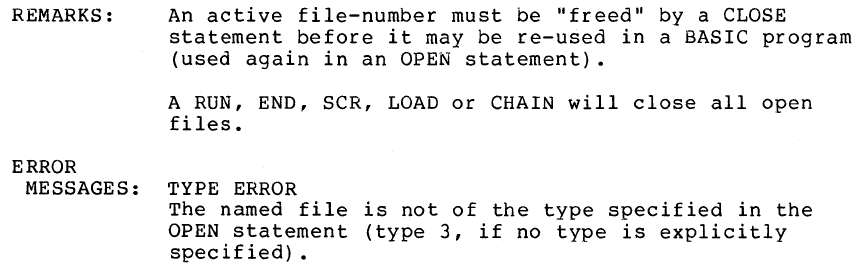 REMARKS: An active file-number must be "freed" by a CLOSE
statement before it may be re-used in a BASIC program
(used again in an OPEN statement).
A RUN, END, SCR, LOAD or CHAIN will close all open
files.
ERROR
MESSAGES: TYPE ERROR
The named file is not of the type specified in the
OPEN statement (type 3, if no type is explicitly
specified).